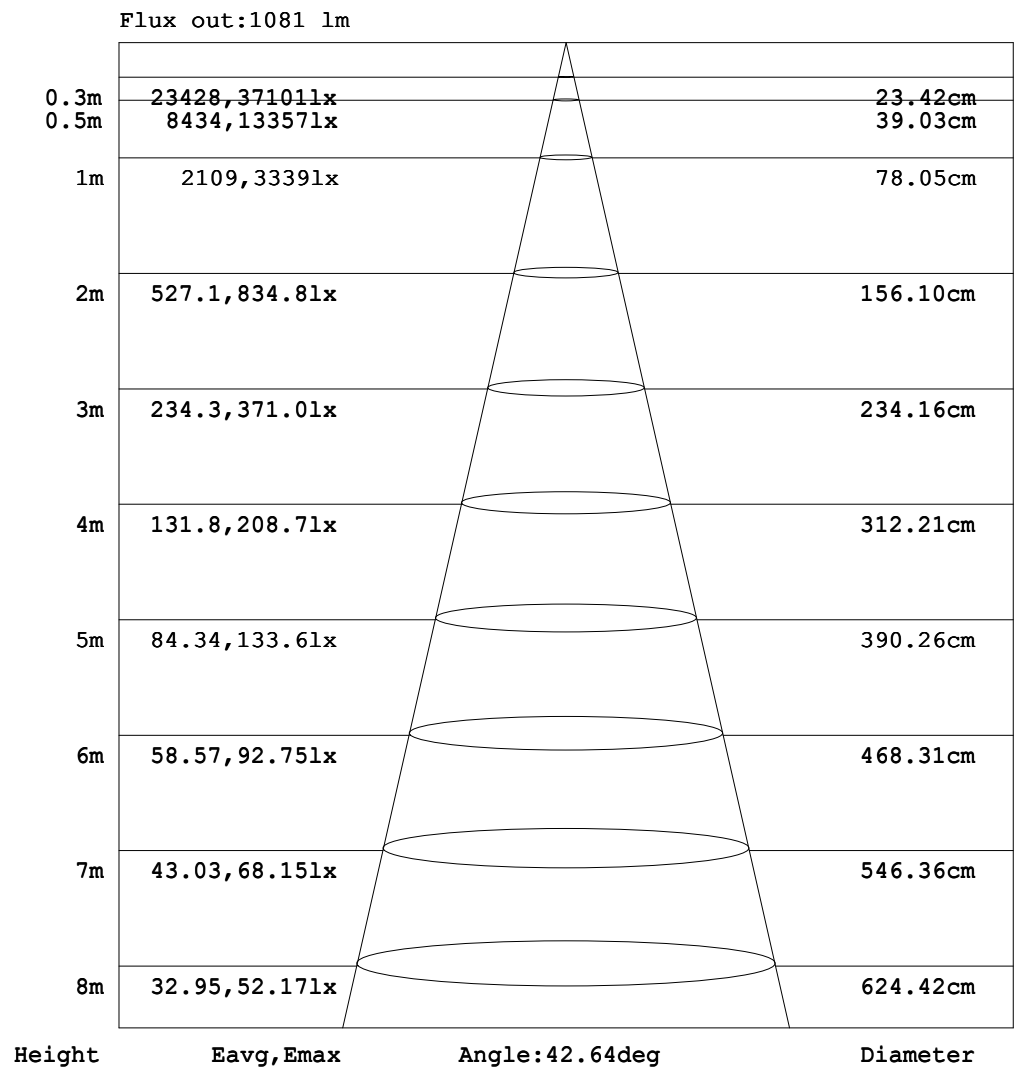 Flux out:1081 lm
0.3m 23428,37101lx 23.42cm
0.5m 8434,13357lx 39.03cm
1m 2109,3339lx 78.05cm
2m 527.1,834.8lx 156.10cm
3m 234.3,371.0lx 234.16cm
4m 131.8,208.7lx 312.21cm
5m 84.34,133.6lx 390.26cm
6m 58.57,92.75lx 468.31cm
7m 43.03,68.15lx 546.36cm
8m 32.95,52.17lx 624.42cm
Height Eavg,Emax Angle:42.64deg Diameter